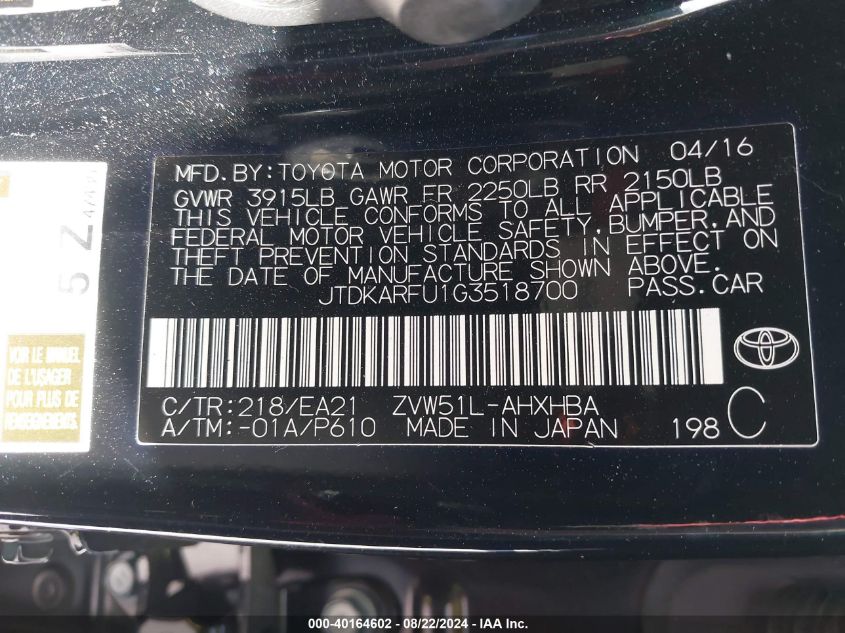 MFD. BY: TOYOTA MOTOR CORPORATION 04/16
GVWR 3915LB GAWR FR 2250LB RR 2150LB
THIS VEHICLE CONFORMS TO ALL APPLICABLE
FEDERAL MOTOR VEHICLE SAFETY, BUMPER, AND
THEFT PREVENTION STANDARDS IN EFFECT ON
THE DATE OF MANUFACTURE SHOWN ABOVE.
JTDKARFU1G3518700 PASS. CAR
C/TR: 218/EA21 ZVW51L-AHXHBA
A/TM: -01A/P610 MADE IN JAPAN 198 C
5 Z
VOIR LE MANUEL
DE L'USAGER
POUR PLUS DE
RENSEIGNEMENTS.
000-40164602 - 08/22/2024 - IAA Inc.